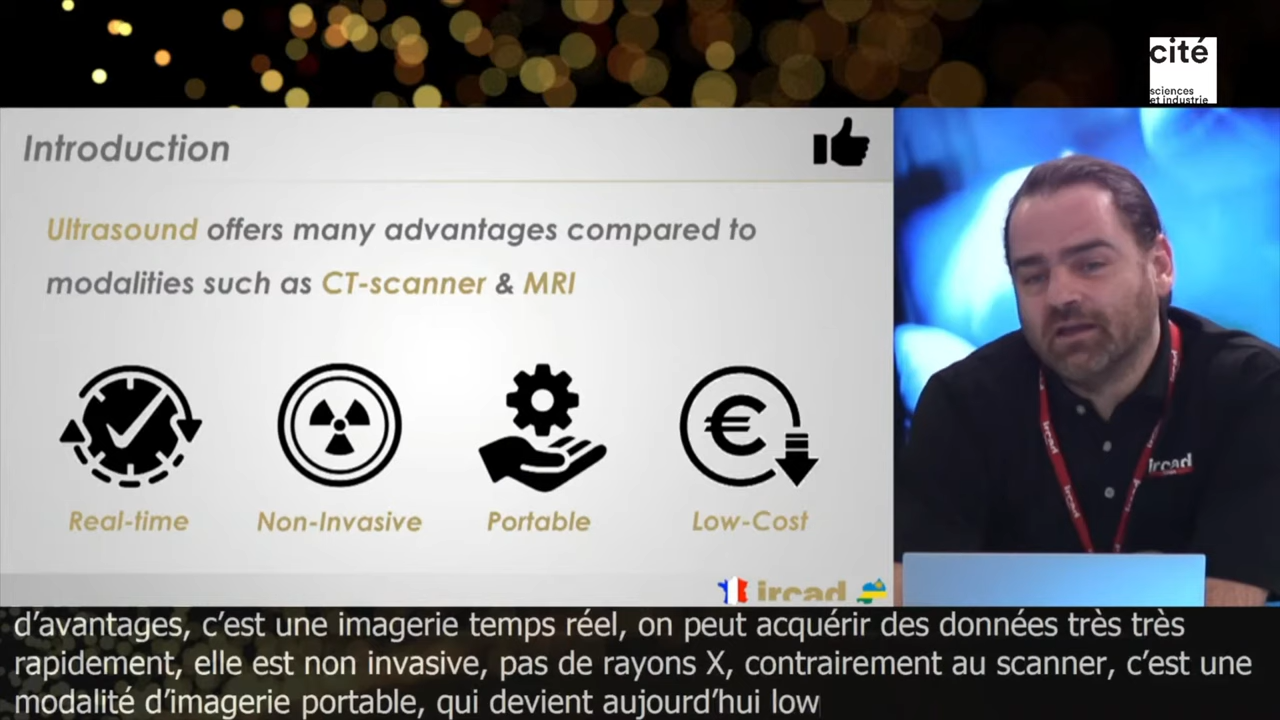 cité
sciences
et industrie
Introduction
Ultrasound offers many advantages compared to
modalities such as CT-scanner & MRI
Real-time
Non-Invasive
Portable
Low-Cost
ircad
ircad
ircad
ircad
d’avantages, c’est une imagerie temps réel, on peut acquérir des données très très
rapidement, elle est non invasive, pas de rayons X, contrairement au scanner, c’est une
modalité d’imagerie portable, qui devient aujourd’hui low